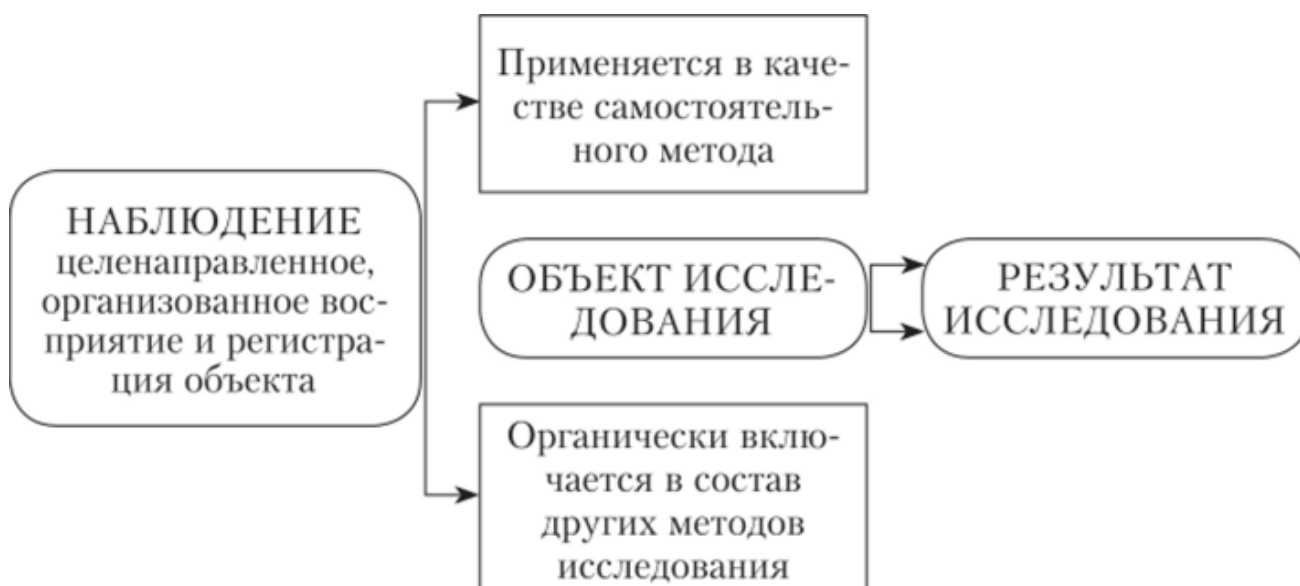 Применяется в каче-
стве самостоятель-
ного метода
НАБЛЮДЕНИЕ
целенаправленное,
организованное вос-
приятие и регистра-
ция объекта
ОБЪЕКТ ИССЛЕ-
ДОВАНИЯ
РЕЗУЛЬТАТ
ИССЛЕДОВАНИЯ
Органически вклю-
чается в состав
других методов
исследования